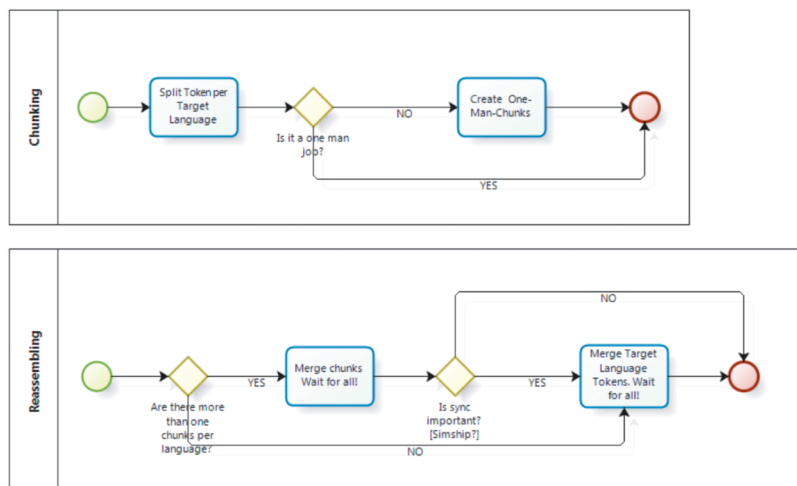 Chunking
Split Token per
Target
Language
Is it a one man
job?
NO
Create One-
Man-Chunks
YES
Reassembling
Are there more
than one
chunks per
language?
YES
Merge chunks
Wait for all!
Is sync
important?
[Simship?]
NO
YES
Merge Target
Language
Tokens. Wait
for all!
NO